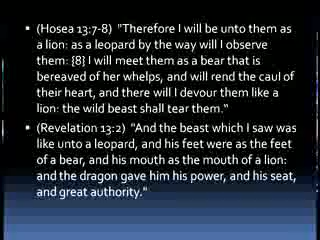 (Hosea 13:7-8) "Therefore I will be unto them as
a lion: as a leopard by the way will I observe
them: {8} I will meet them as a bear that is
bereaved of her whelps, and will rend the caul of
their heart, and there will I devour them like a
lion: the wild beast shall tear them."
(Revelation 13:2) "And the beast which I saw was
like unto a leopard, and his feet were as the feet
of a bear, and his mouth as the mouth of a lion:
and the dragon gave him his power, and his seat,
and great authority."